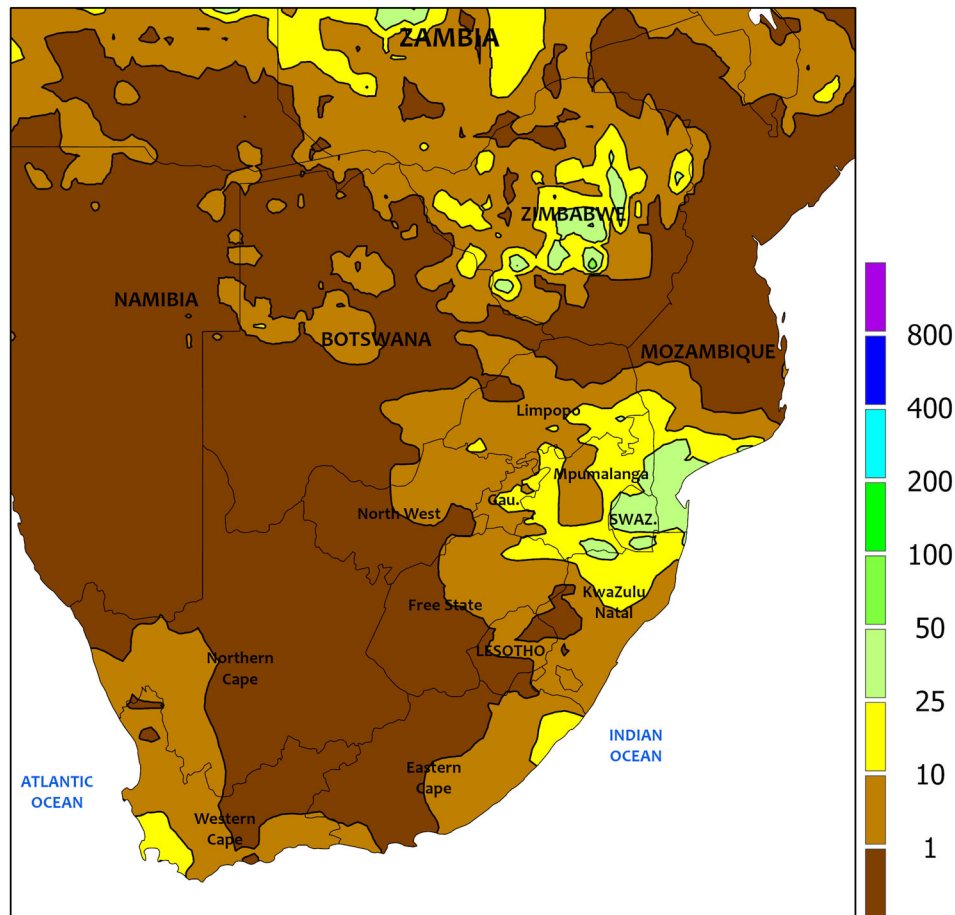 ZAMBIA
ZIMBABWE
NAMIBIA
BOTSWANA
MOZAMBIQUE
Limpopo
Mpumalanga
Gau.
North West
SWAZ.
KwaZulu
Natal
Free State
LESOTHO
Northern
Cape
INDIAN
OCEAN
Eastern
Cape
ATLANTIC
OCEAN
Western
Cape
800
400
200
100
50
25
10
1